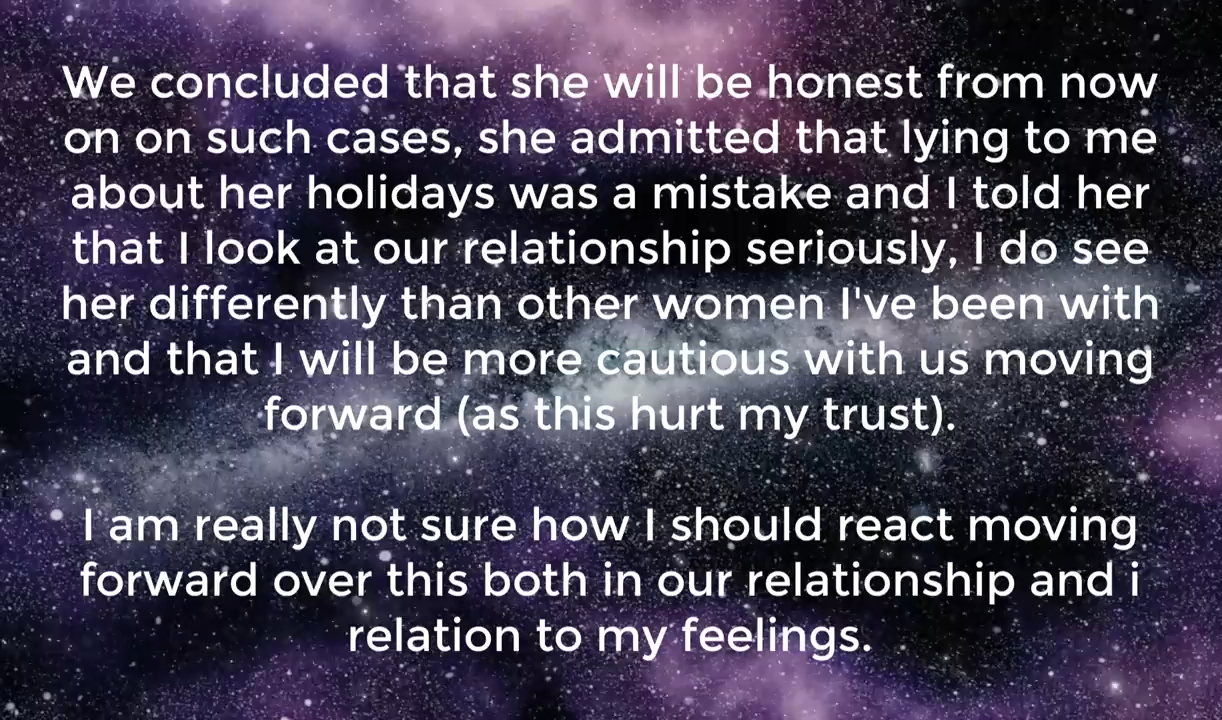 We concluded that she will be honest from now
on on such cases, she admitted that lying to me
about her holidays was a mistake and I told her
that I look at our relationship seriously, I do see
her differently than other women I've been with
and that I will be more cautious with us moving
forward (as this hurt my trust).
I am really not sure how I should react moving
forward over this both in our relationship and i
relation to my feelings.